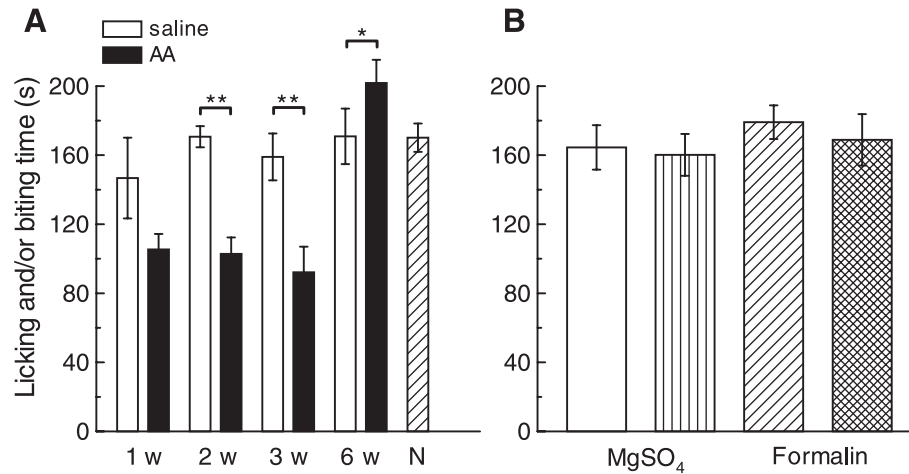 A
saline
AA
B
Licking and/or biting time (s)
200
160
120
80
40
0
**
**
*
1 w
2 w
3 w
6 w
N
200
160
120
80
40
0
MgSO₄
Formalin